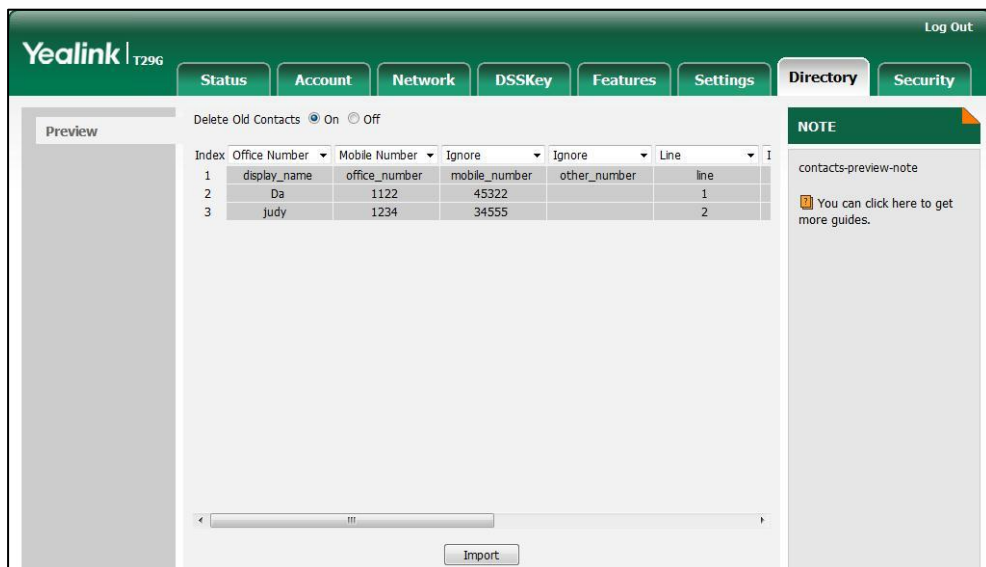 Log Out
Yealink | T29G
Status Account Network DSSKey Features Settings Directory Security
Preview
Delete Old Contacts On Off
NOTE
Index Office Number Mobile Number Ignore Ignore Line I
1 display_name office_number mobile_number other_number line
2 Da 1122 45322 1
3 judy 1234 34555 2
contacts-preview-note
You can click here to get
more guides.
Import